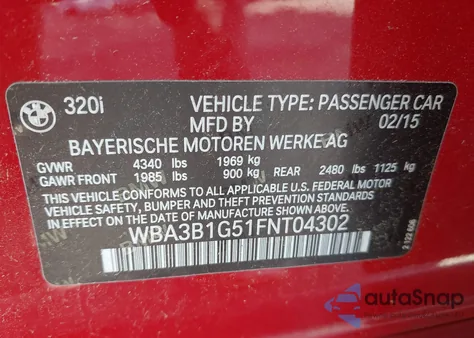 320i
VEHICLE TYPE: PASSENGER CAR
MFD BY 02/15
BAYERISCHE MOTOREN WERKE AG
GVWR 4340 lbs 1969 kg
GAWR FRONT 1985 lbs 900 kg REAR 2480 lbs 1125 kg
THIS VEHICLE CONFORMS TO ALL APPLICABLE U.S. FEDERAL MOTOR
VEHICLE SAFETY, BUMPER AND THEFT PREVENTION STANDARDS
IN EFFECT ON THE DATE OF MANUFACTURE SHOWN ABOVE.
WBA3B1G51FNT04302
autoSnap